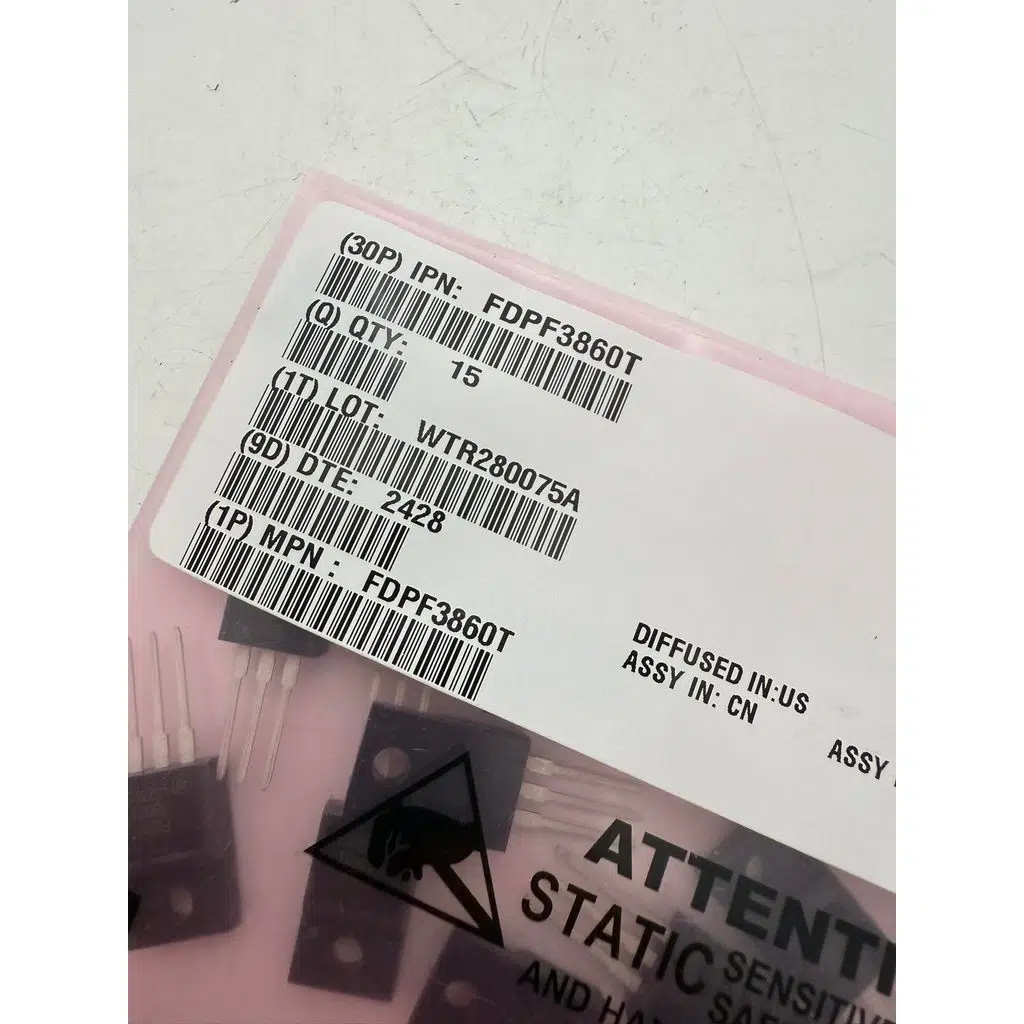 (30P) IPN: FDPF3860T
(Q) QTY: 15
(1T) LOT: WTR280075A
(9D) DTE: 2428
(1P) MPN : FDPF3860T
DIFFUSED IN:US
ASSY IN: CN
ASSY
ATTENTI
STATIC
SENSITIVE
AND HA